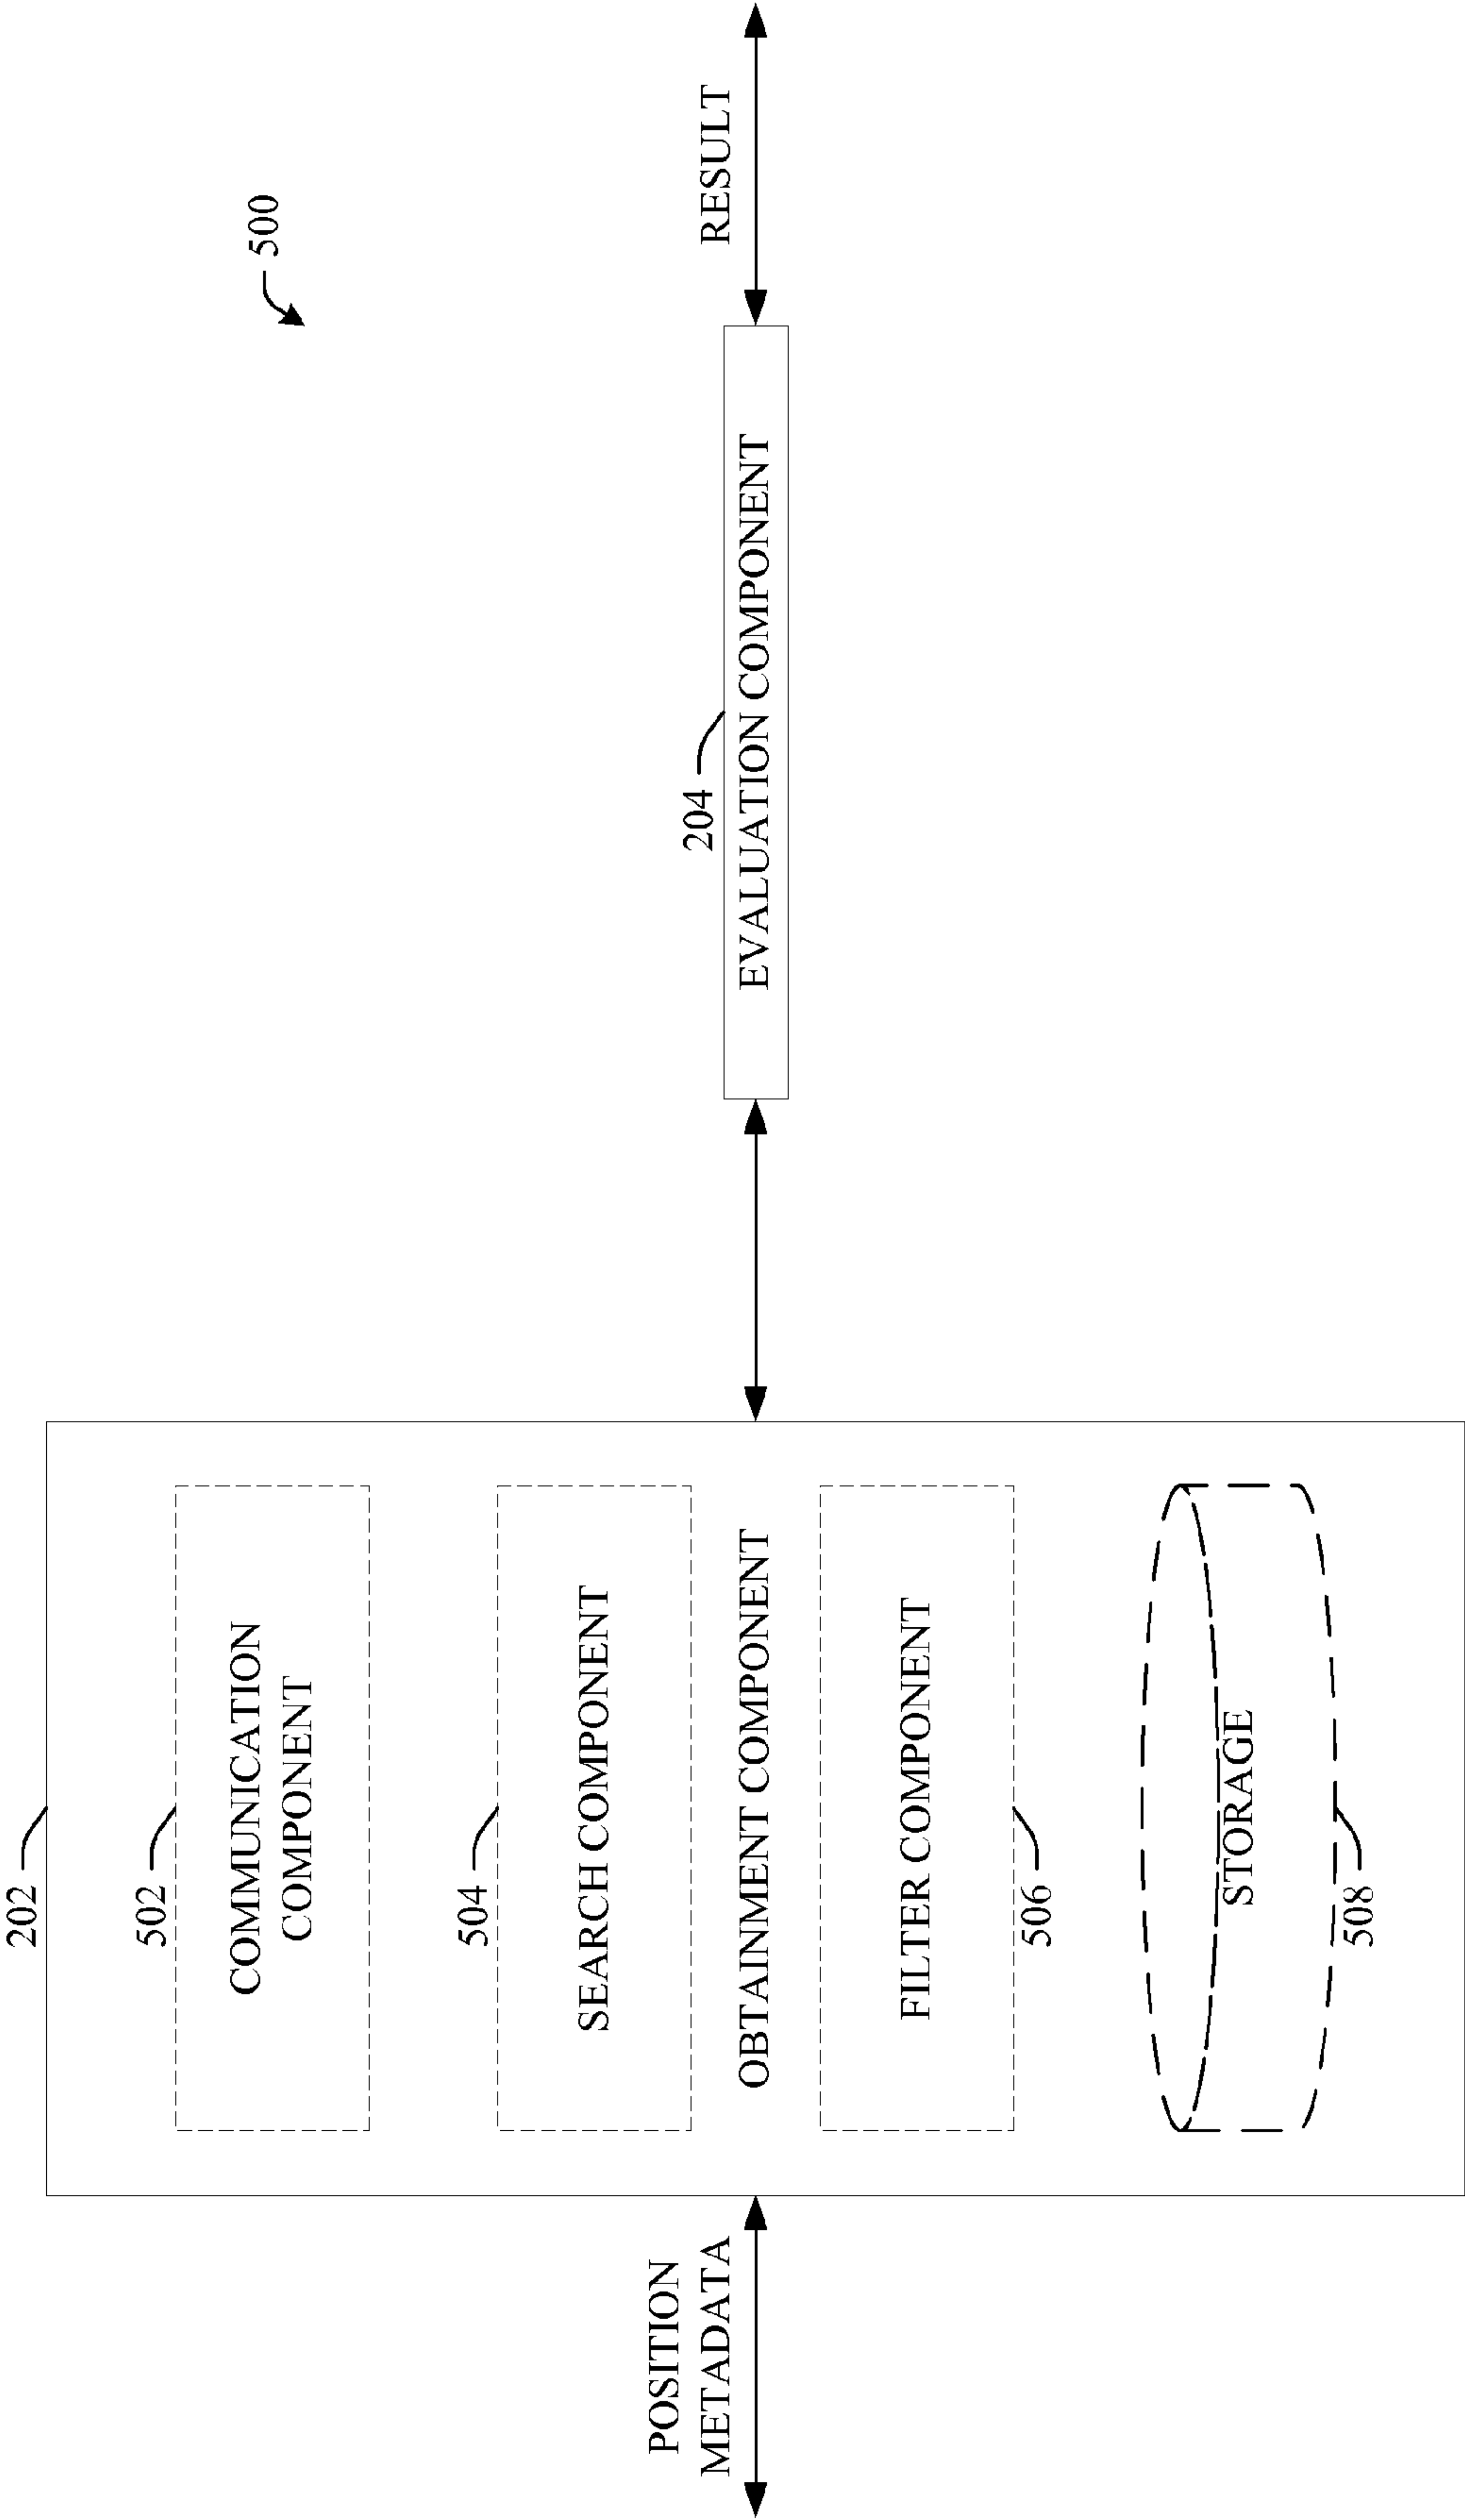 500
202
502
COMMUNICATION
COMPONENT
504
SEARCH COMPONENT
POSITION
METADATA
OBTAINMENT COMPONENT
204
EVALUATION COMPONENT
RESULT
FILTER COMPONENT
506
STORAGE
508